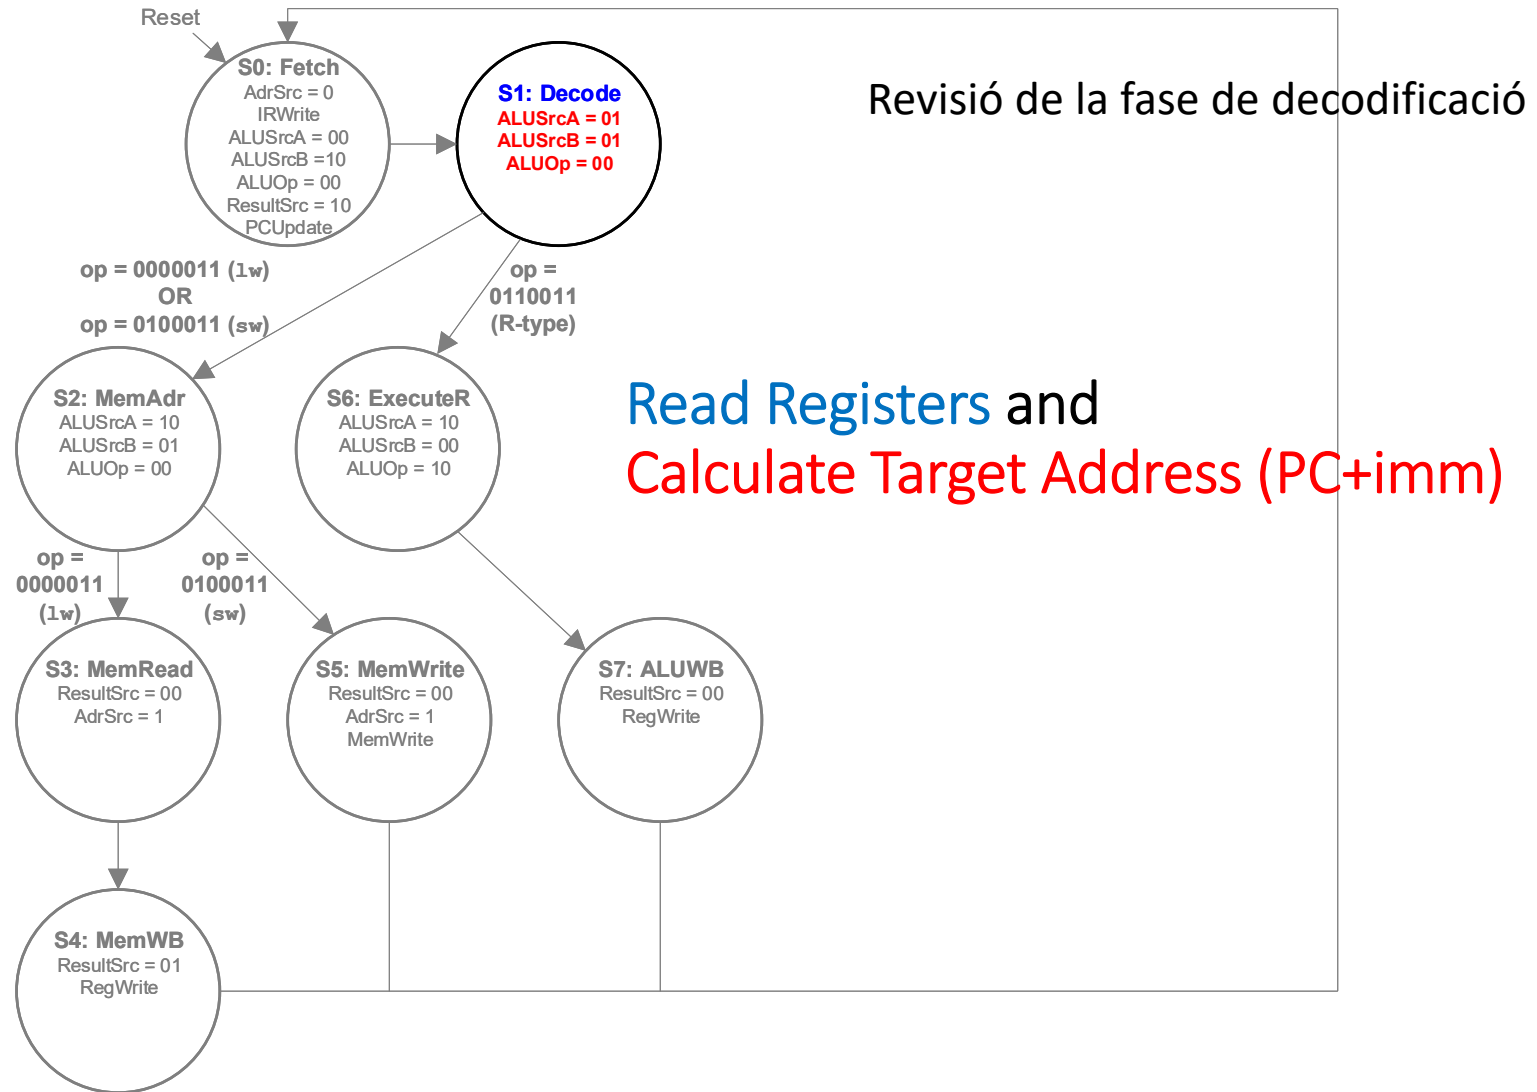 Reset
S0: Fetch
AdrSrc = 0
IRWrite
ALUSrcA = 00
ALUSrcB =10
ALUOp = 00
ResultSrc = 10
PCUpdate
S1: Decode
ALUSrcA = 01
ALUSrcB = 01
ALUOp = 00
Revisió de la fase de decodificació
op = 0000011 (lw)
OR
op = 0100011 (sw)
op =
0110011
(R-type)
S2: MemAdr
ALUSrcA = 10
ALUSrcB = 01
ALUOp = 00
S6: ExecuteR
ALUSrcA = 10
ALUSrcB = 00
ALUOp = 10
Read Registers and
Calculate Target Address (PC+imm)
op =
0000011
(lw)
op =
0100011
(sw)
S3: MemRead
ResultSrc = 00
AdrSrc = 1
S5: MemWrite
ResultSrc = 00
AdrSrc = 1
MemWrite
S7: ALUWB
ResultSrc = 00
RegWrite
S4: MemWB
ResultSrc = 01
RegWrite